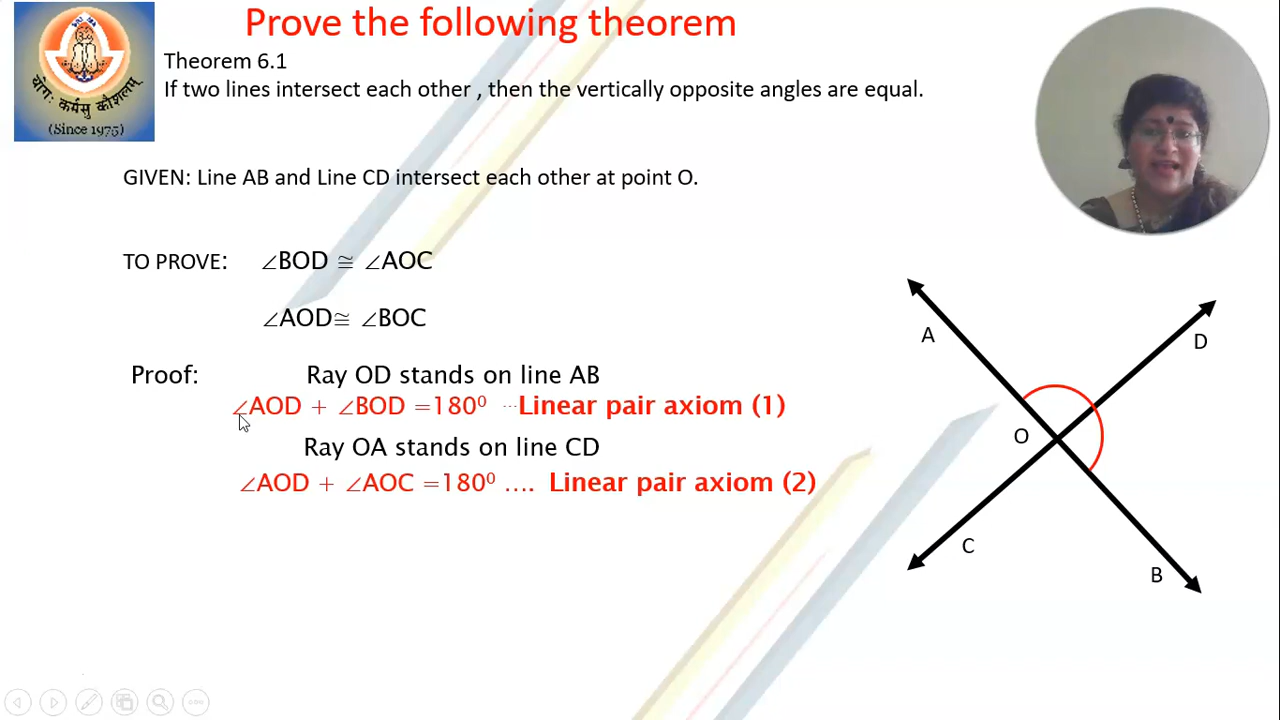 Prove the following theorem
योगः कर्मसु कौशलम्
(Since 1975)
Theorem 6.1
If two lines intersect each other , then the vertically opposite angles are equal.
GIVEN: Line AB and Line CD intersect each other at point O.
TO PROVE: ∠BOD ≅ ∠AOC
∠AOD≅ ∠BOC
Proof: Ray OD stands on line AB
∠AOD + ∠BOD =180⁰ ...Linear pair axiom (1)
Ray OA stands on line CD
∠AOD + ∠AOC =180⁰ .... Linear pair axiom (2)
A
D
O
C
B